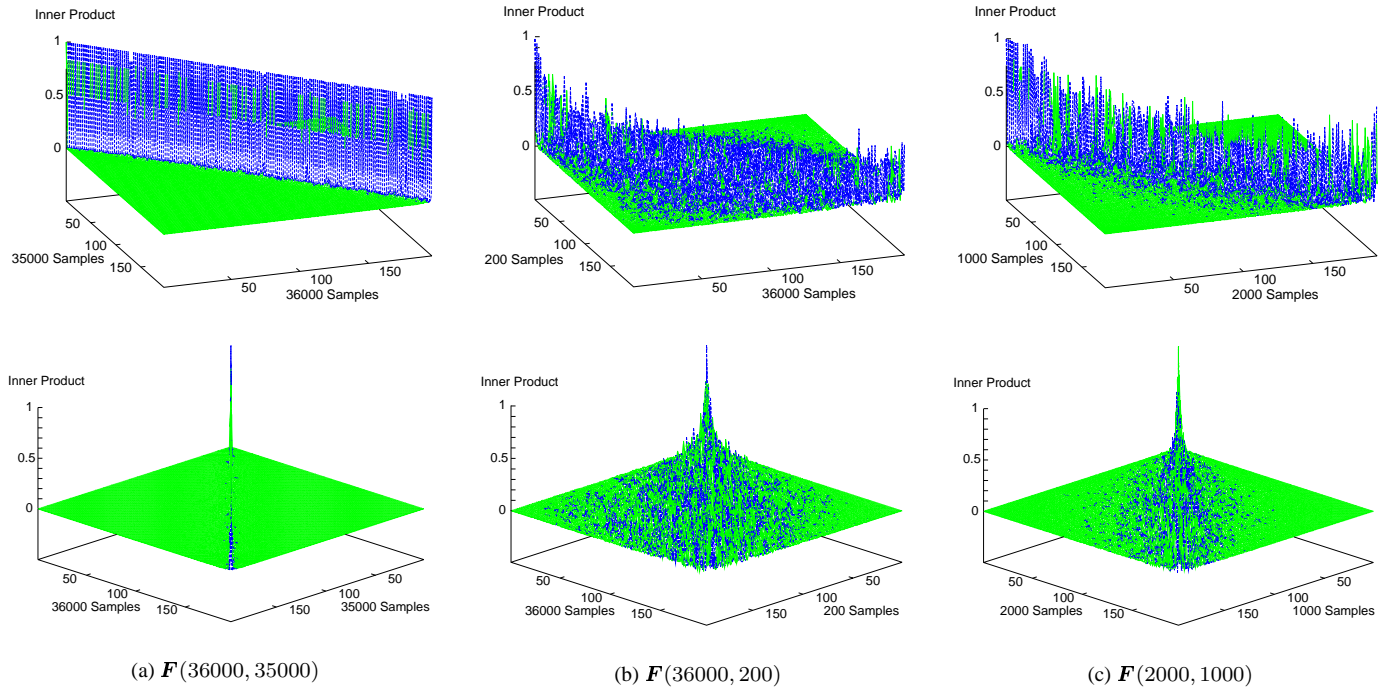 Inner Product
1
0.5
0
50
100
150
35000 Samples
50
100
150
36000 Samples
Inner Product
1
0.5
0
50
100
150
200 Samples
50
100
150
36000 Samples
Inner Product
1
0.5
0
50
100
150
1000 Samples
50
100
150
2000 Samples
Inner Product
1
0.5
0
50
100
150
36000 Samples
50
100
150
35000 Samples
Inner Product
1
0.5
0
50
100
150
36000 Samples
50
100
150
200 Samples
Inner Product
1
0.5
0
50
100
150
2000 Samples
50
100
150
1000 Samples
(a) F(36000, 35000)
(b) F(36000, 200)
(c) F(2000, 1000)